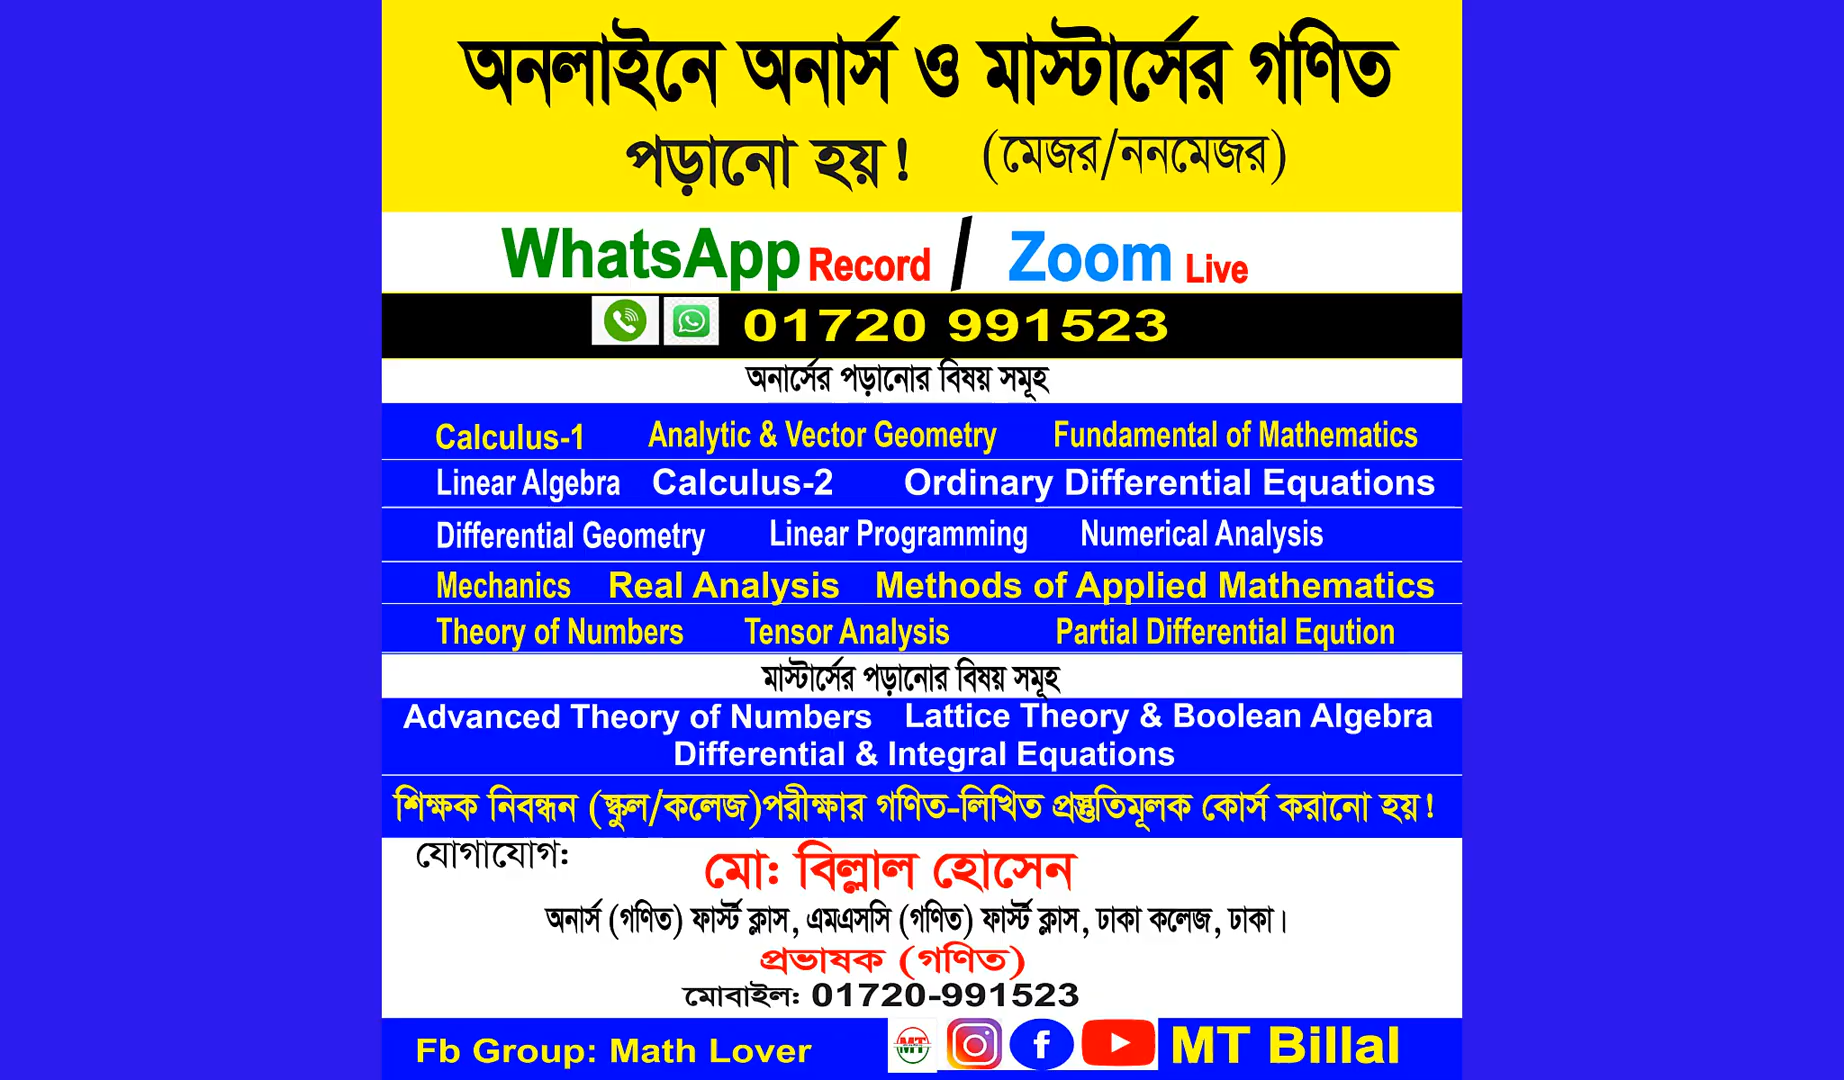 অনলাইনে অনার্স ও মাস্টার্সের গণিত
পড়ানো হয়! (মেজর/ননমেজর)
WhatsApp Record / Zoom Live
01720 991523
অনার্সের পড়ানোর বিষয় সমূহ
Calculus-1 Analytic & Vector Geometry Fundamental of Mathematics
Linear Algebra Calculus-2 Ordinary Differential Equations
Differential Geometry Linear Programming Numerical Analysis
Mechanics Real Analysis Methods of Applied Mathematics
Theory of Numbers Tensor Analysis Partial Differential Eqution
মাস্টার্সের পড়ানোর বিষয় সমূহ
Advanced Theory of Numbers Lattice Theory & Boolean Algebra
Differential & Integral Equations
শিক্ষক নিবন্ধন (স্কুল/কলেজ)পরীক্ষার গণিত-লিখিত প্রস্তুতিমূলক কোর্স করানো হয়!
যোগাযোগ:
মো: বিল্লাল হোসেন
অনার্স (গণিত) ফার্স্ট ক্লাস, এমএসসি (গণিত) ফার্স্ট ক্লাস, ঢাকা কলেজ, ঢাকা।
প্রভাষক (গণিত)
মোবাইল: 01720-991523
Fb Group: Math Lover MT MT Billal